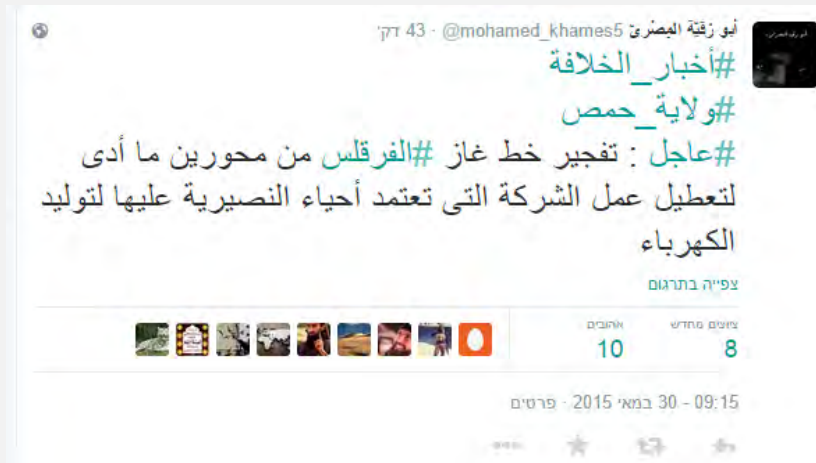 أبو رقيّة المِصْرىّ @mohamed_khames5 · 43 דק'
#أخبار_الخلافة
#ولاية_حمص
#عاجل : تفجير خط غاز #الفرقلس من محورين ما أدى
لتعطيل عمل الشركة التى تعتمد أحياء النصيرية عليها لتوليد
الكهرباء
צפייה בתרגום
ציוצים מחדש אהובים
8 10
09:15 - 30 במאי 2015 · פרטים